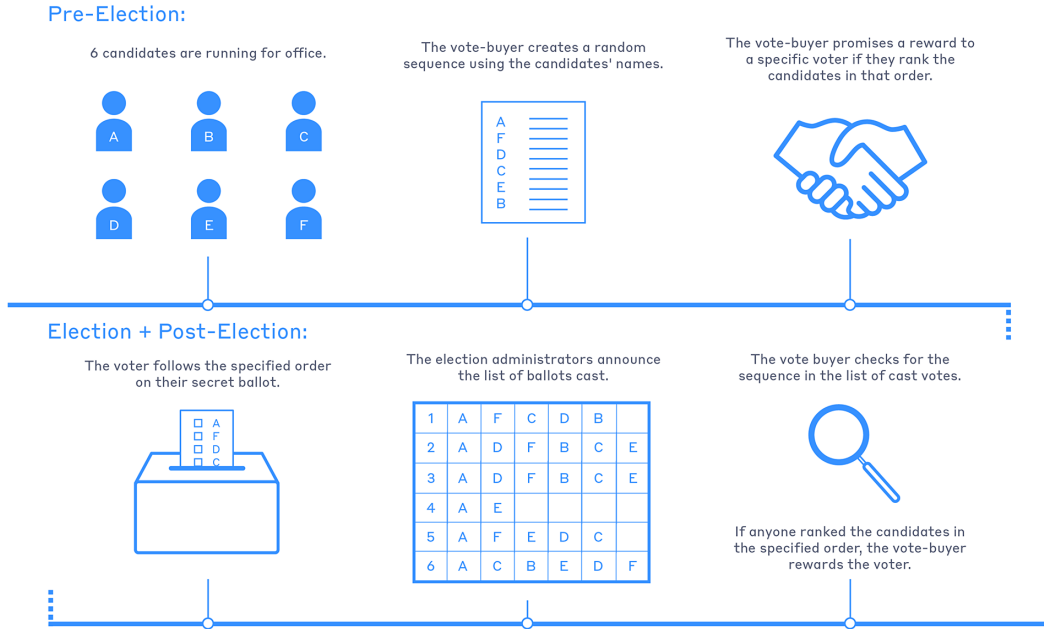 Pre-Election:
6 candidates are running for office.
A
B
C
D
E
F
The vote-buyer creates a random
sequence using the candidates' names.
A
F
D
C
E
B
The vote-buyer promises a reward to
a specific voter if they rank the
candidates in that order.
Election + Post-Election:
The voter follows the specified order
on their secret ballot.
A
F
D
C
The election administrators announce
the list of ballots cast.
1 A F C D B
2 A D F B C E
3 A D F B C E
4 A E
5 A F E D C
6 A C B E D F
The vote buyer checks for the
sequence in the list of cast votes.
If anyone ranked the candidates in
the specified order, the vote-buyer
rewards the voter.